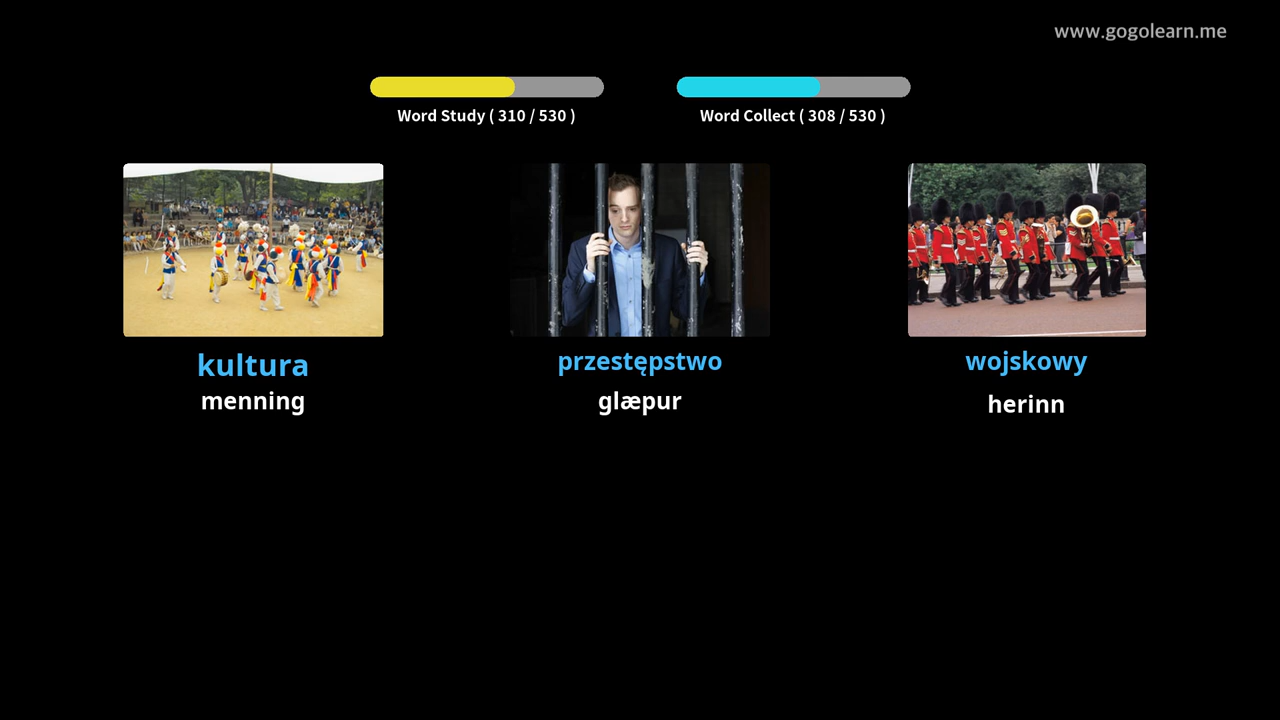 www.gogolearn.me
Word Study ( 310 / 530 )
Word Collect ( 308 / 530 )
kultura
menning
przestępstwo
glæpur
wojskowy
herinn